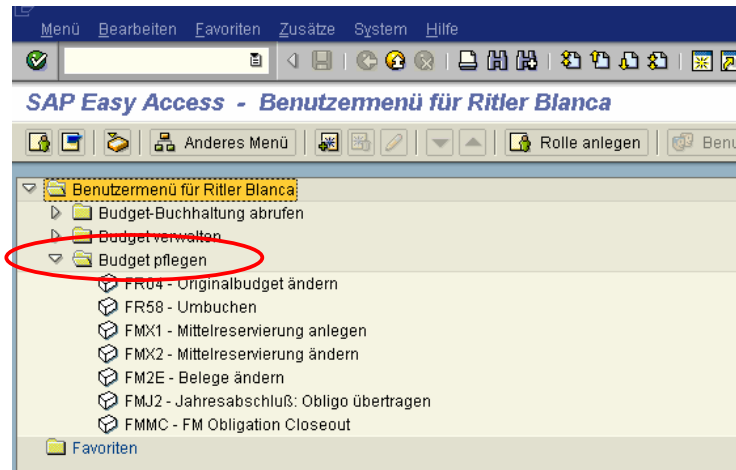 Menü Bearbeiten Favoriten Zusätze System Hilfe
SAP Easy Access - Benutzermenü für Ritler Blanca
Anderes Menü Rolle anlegen Benu
Benutzermenü für Ritler Blanca
Budget-Buchhaltung abrufen
Budget verwalten
Budget pflegen
FR04 - Originalbudget ändern
FR58 - Umbuchen
FMX1 - Mittelreservierung anlegen
FMX2 - Mittelreservierung ändern
FM2E - Belege ändern
FMJ2 - Jahresabschluß: Obligo übertragen
FMMC - FM Obligation Closeout
Favoriten